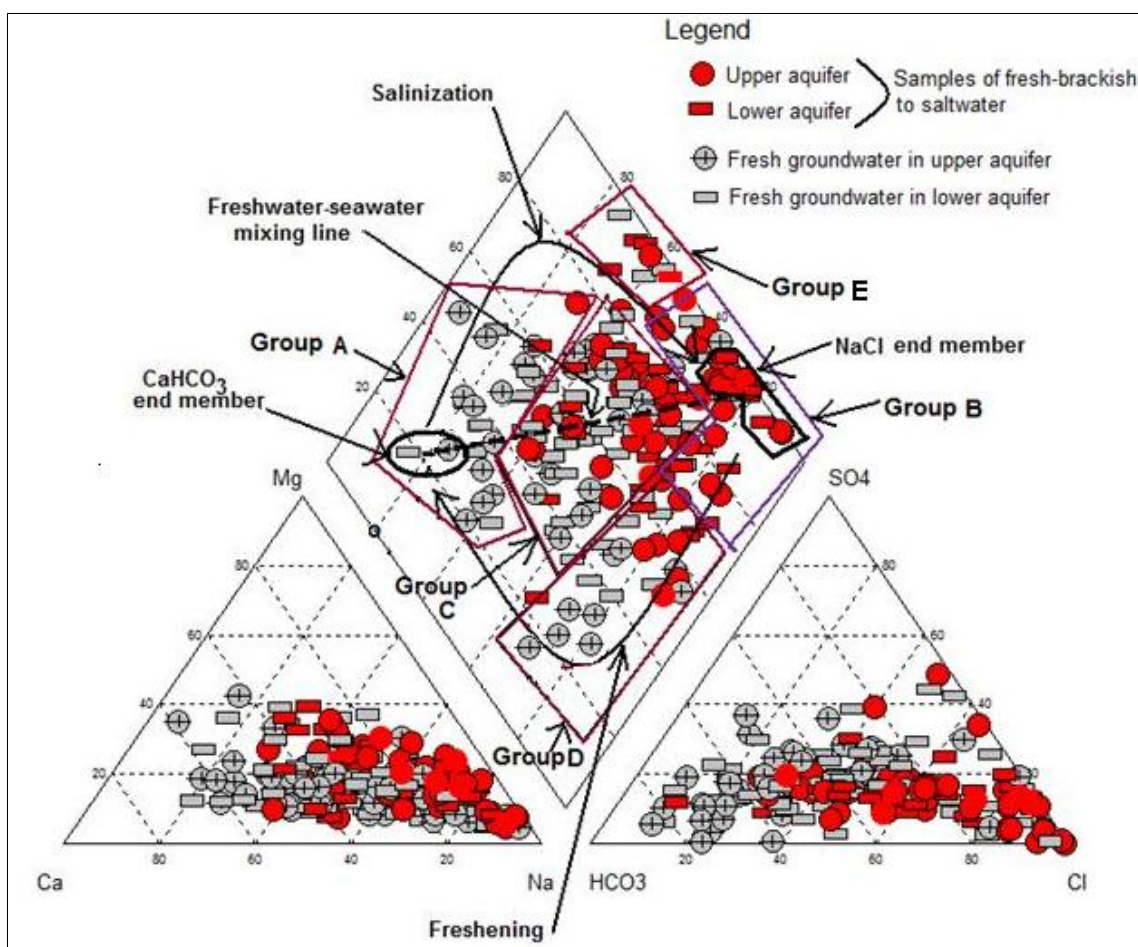 Legend
Upper aquifer
Lower aquifer
Samples of fresh-brackish
to saltwater
Fresh groundwater in upper aquifer
Fresh groundwater in lower aquifer
Salinization
Freshwater-seawater
mixing line
Group E
Group A
NaCl end member
CaHCO3
end member
Group B
80
80
60
60
40
40
20
Mg
SO4
Group
C
80
80
60
60
40
40
20
20
Group D
80
60
40
20
20
40
60
80
Ca
Na
HCO3
Cl
Freshening